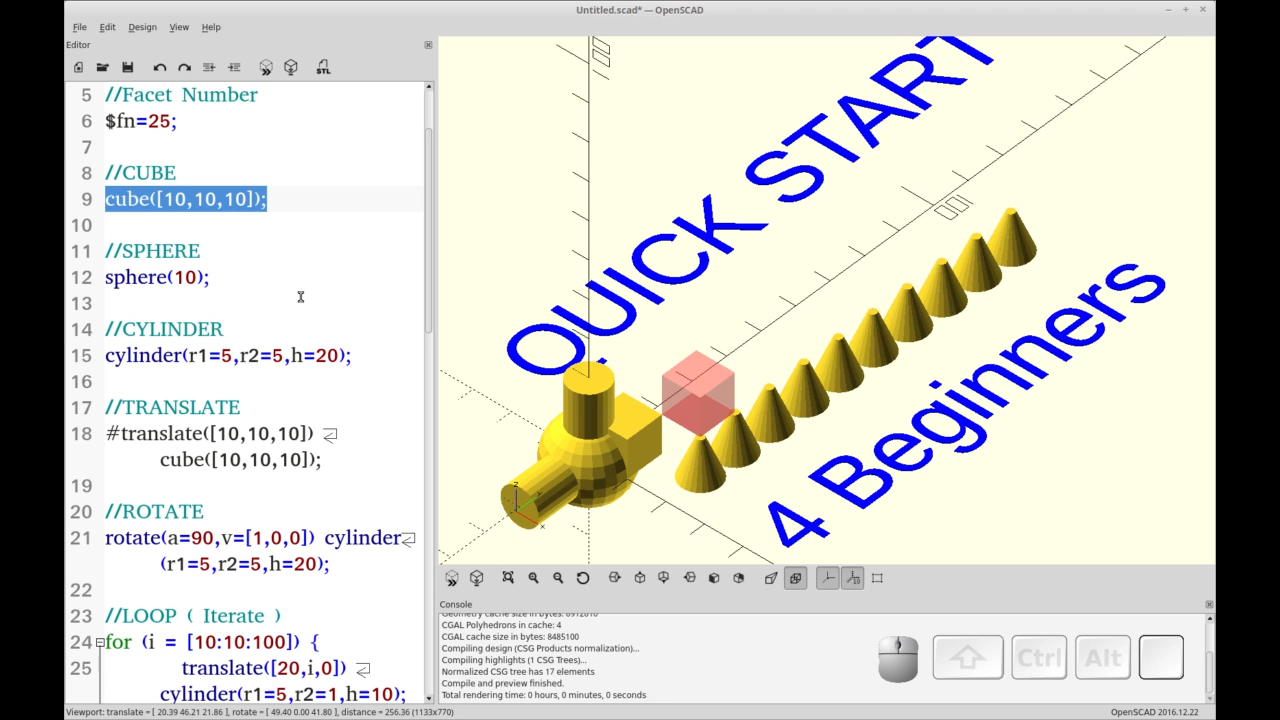 Untitled.scad* — OpenSCAD
File Edit Design View Help
Editor
STL
5 //Facet Number
6 $fn=25;
7
8 //CUBE
9 cube([10,10,10]);
10
11 //SPHERE
12 sphere(10);
13
14 //CYLINDER
15 cylinder(r1=5,r2=5,h=20);
16
17 //TRANSLATE
18 #translate([10,10,10])
cube([10,10,10]);
19
20 //ROTATE
21 rotate(a=90,v=[1,0,0]) cylinder
(r1=5,r2=5,h=20);
22
23 //LOOP ( Iterate )
24 for (i = [10:10:100]) {
25 translate([20,i,0])
cylinder(r1=5,r2=1,h=10);
QUICK START
4 Beginners
Console
Geometry cache size in bytes: 6912810
CGAL Polyhedrons in cache: 4
CGAL cache size in bytes: 8485100
Compiling design (CSG Products normalization)...
Compiling highlights (1 CSG Trees)...
Normalized CSG tree has 17 elements
Compile and preview finished.
Total rendering time: 0 hours, 0 minutes, 0 seconds
Ctrl
Alt
Viewport: translate = [ 20.39 46.21 21.86 ], rotate = [ 49.40 0.00 41.80 ], distance = 256.36 (1133x770)
OpenSCAD 2016.12.22